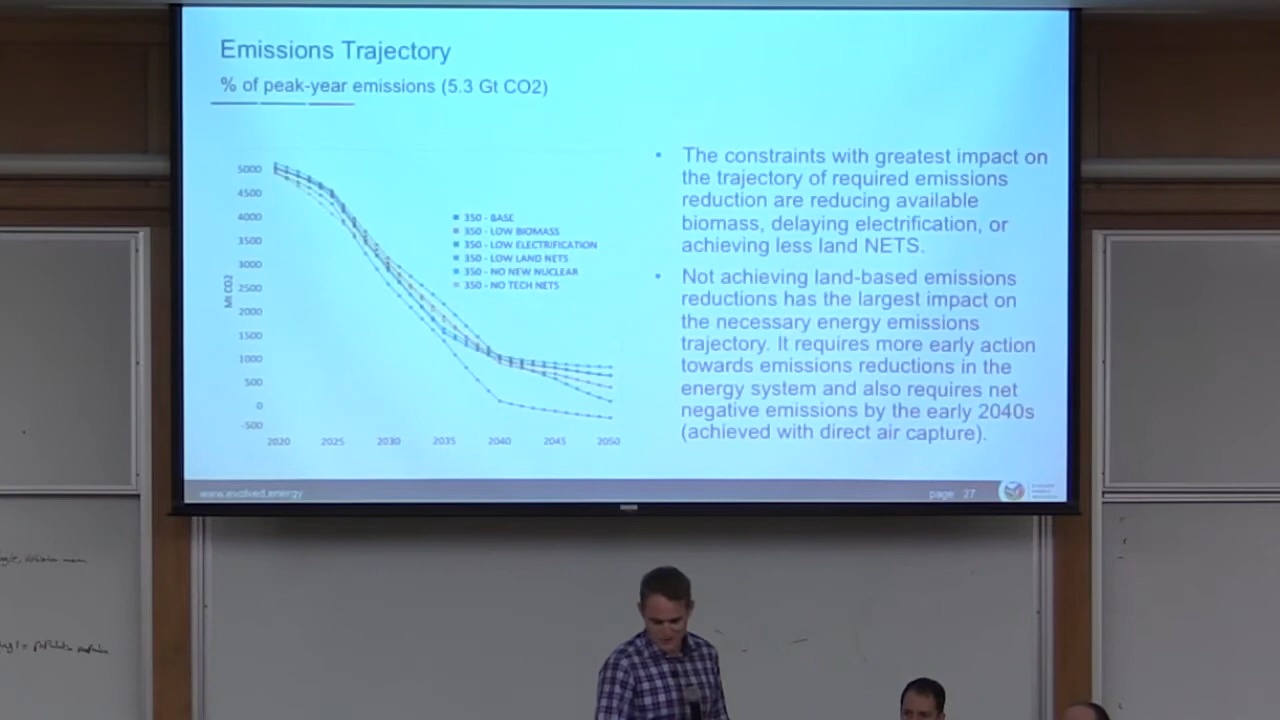 Emissions Trajectory
% of peak-year emissions (5.3 Gt CO2)
5000
4500
4000
3500
3000
2500
2000
1500
1000
500
0
-500
Mt CO2
2020 2025 2030 2035 2040 2045 2050
350 - BASE
350 - LOW BIOMASS
350 - LOW ELECTRIFICATION
350 - LOW LAND NETS
350 - NO NEW NUCLEAR
350 - NO TECH NETS
• The constraints with greatest impact on
the trajectory of required emissions
reduction are reducing available
biomass, delaying electrification, or
achieving less land NETS.
• Not achieving land-based emissions
reductions has the largest impact on
the necessary energy emissions
trajectory. It requires more early action
towards emissions reductions in the
energy system and also requires net
negative emissions by the early 2040s
(achieved with direct air capture).
www.evolved.energy
page 27